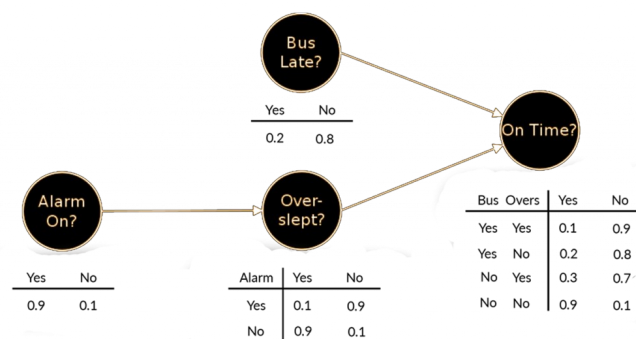 Bus
Late?
Yes No
0.2 0.8
On Time?
Alarm
On?
Yes No
0.9 0.1
Over-
slept?
Alarm Yes No
Yes 0.1 0.9
No 0.9 0.1
Bus Overs Yes No
Yes Yes 0.1 0.9
Yes No 0.2 0.8
No Yes 0.3 0.7
No No 0.9 0.1